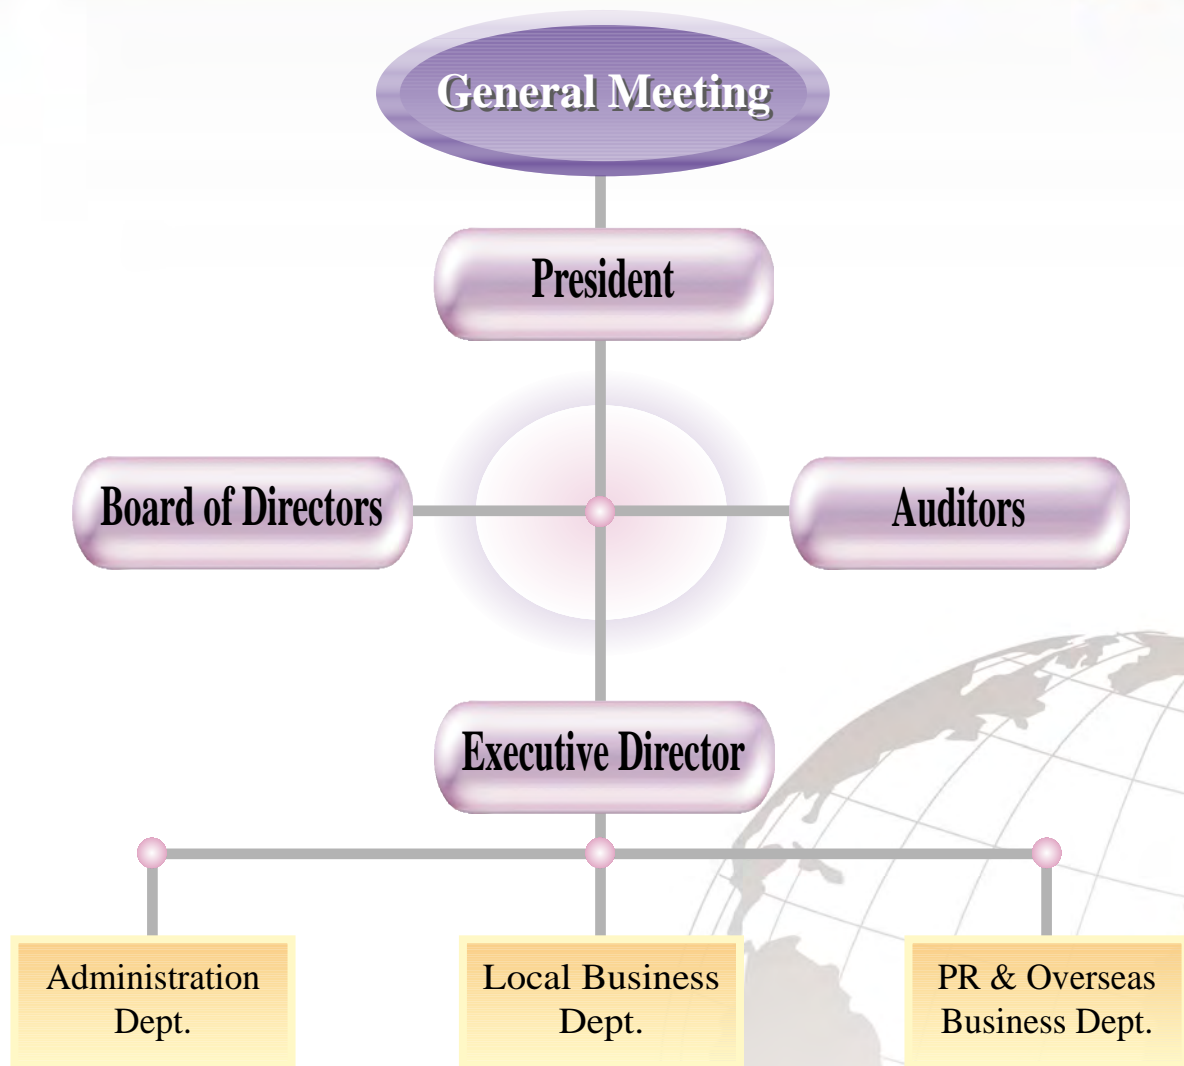 General Meeting
President
Board of Directors
Auditors
Executive Director
Administration
Dept.
Local Business
Dept.
PR & Overseas
Business Dept.